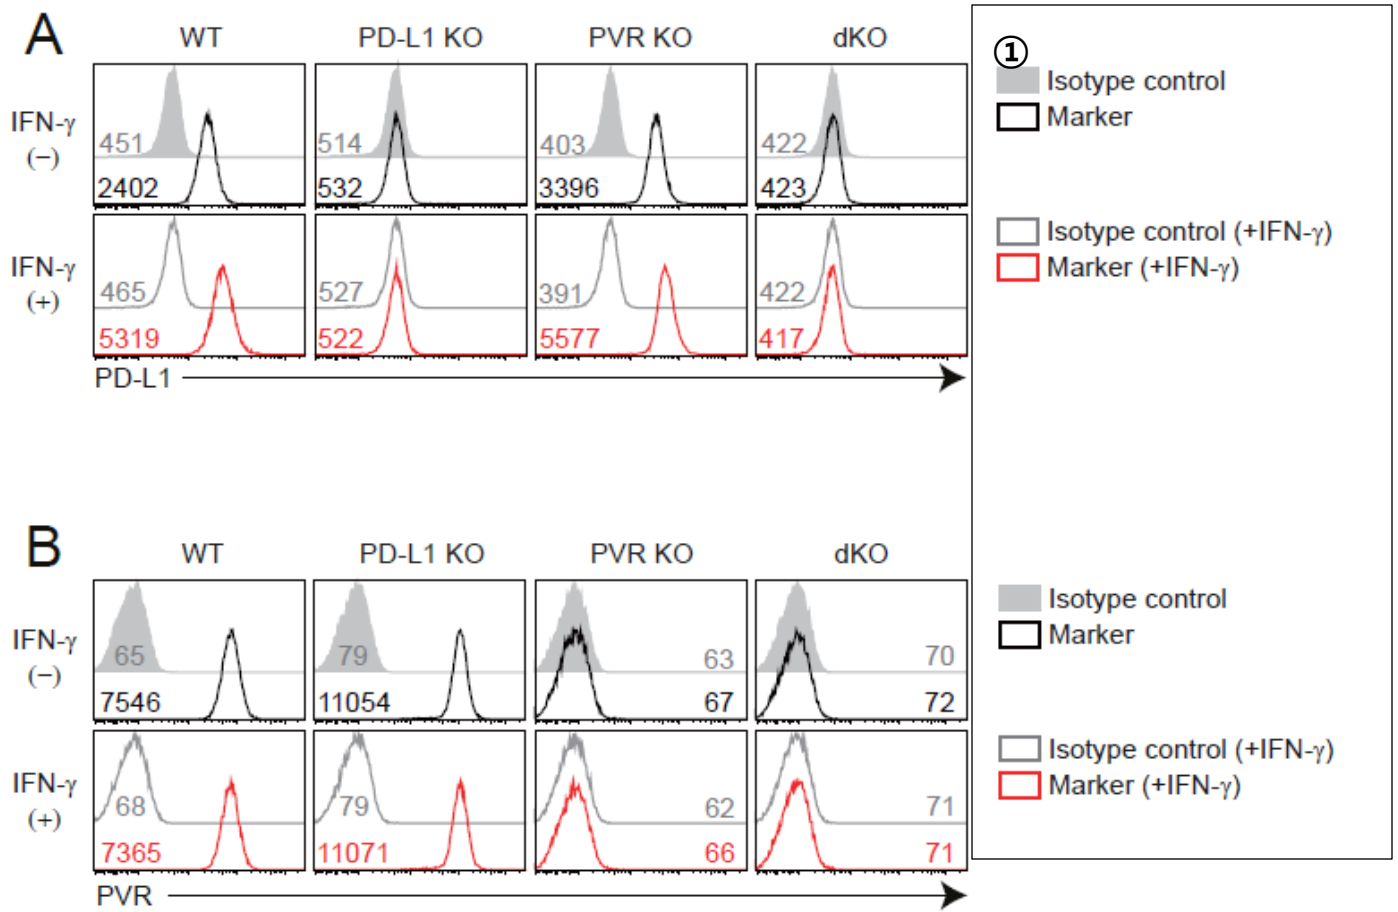 A
WT PD-L1 KO PVR KO dKO
①
Isotype control
Marker
IFN-γ
(−)
451 514 403 422
2402 532 3396 423
Isotype control (+IFN-γ)
Marker (+IFN-γ)
IFN-γ
(+)
465 527 391 422
5319 522 5577 417
PD-L1
B
WT PD-L1 KO PVR KO dKO
Isotype control
Marker
IFN-γ
(−)
65 79 63 70
7546 11054 67 72
Isotype control (+IFN-γ)
Marker (+IFN-γ)
IFN-γ
(+)
68 79 62 71
7365 11071 66 71
PVR